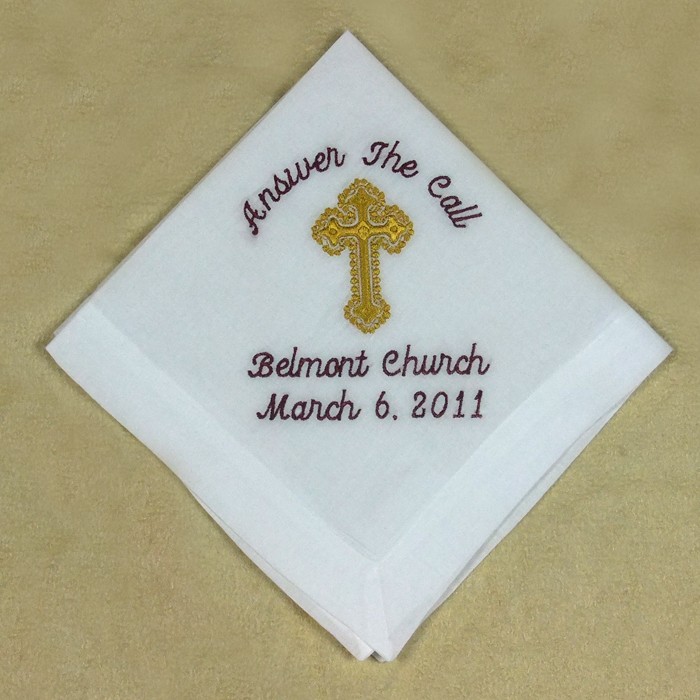 Answer The Call
Belmont Church
March 6, 2011